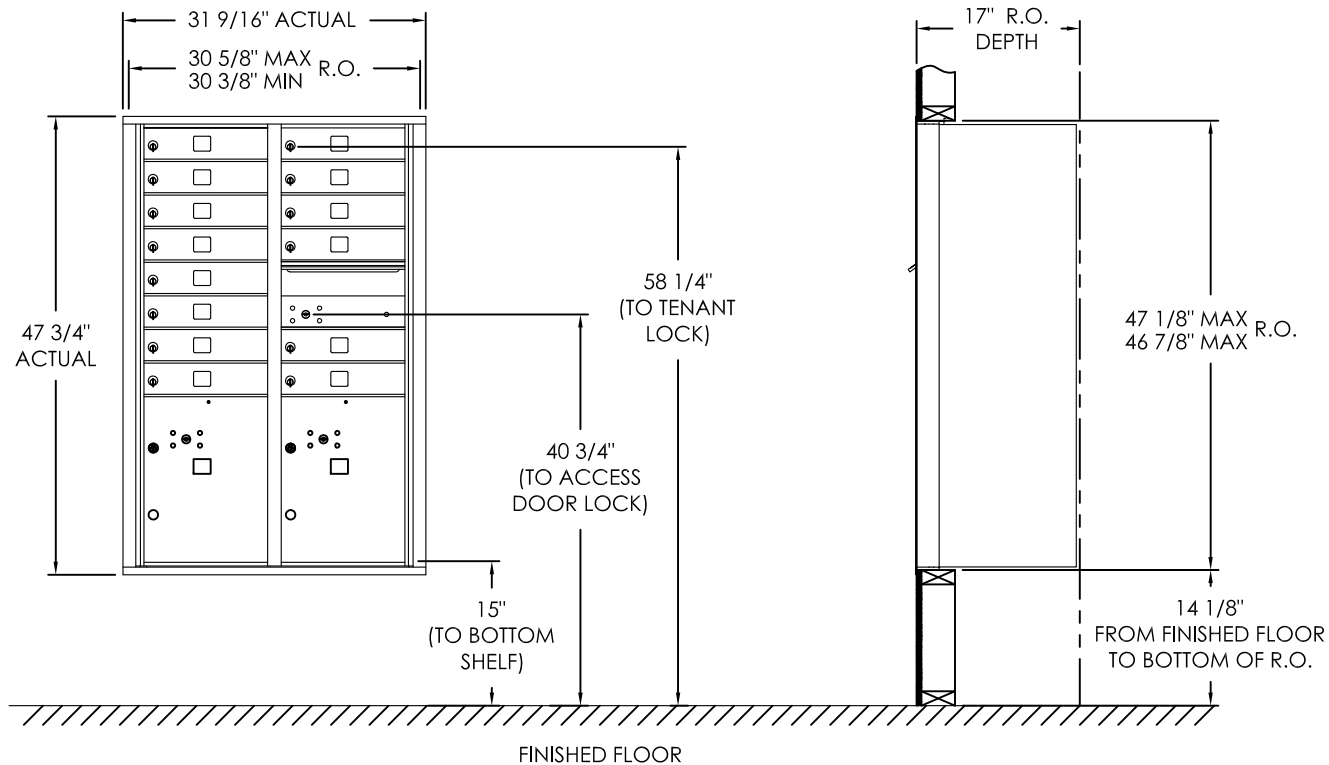 31 9/16" ACTUAL
30 5/8" MAX
30 3/8" MIN
R.O.
17" R.O.
DEPTH
47 3/4"
ACTUAL
58 1/4"
(TO TENANT
LOCK)
47 1/8" MAX
46 7/8" MAX
R.O.
40 3/4"
(TO ACCESS
DOOR LOCK)
15"
(TO BOTTOM
SHELF)
14 1/8"
FROM FINISHED FLOOR
TO BOTTOM OF R.O.
FINISHED FLOOR